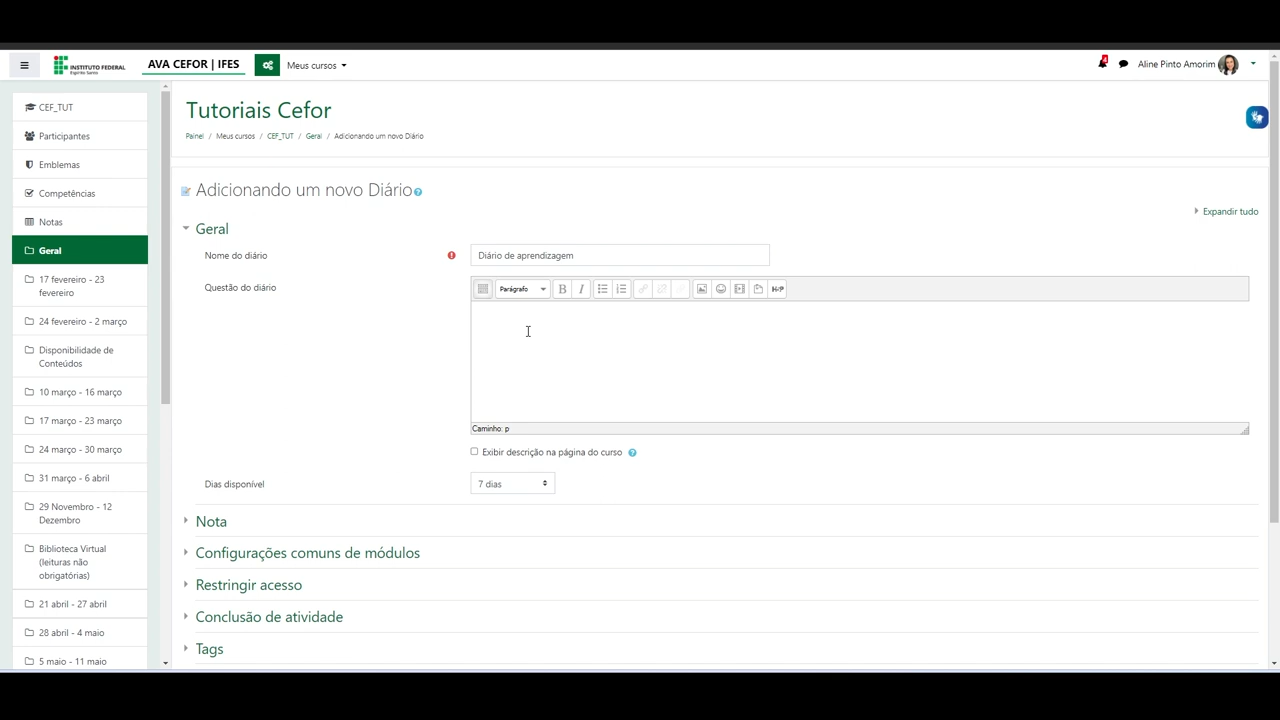 INSTITUTO FEDERAL
Espírito Santo
AVA CEFOR | IFES
Meus cursos
Aline Pinto Amorim
CEF_TUT
Participantes
Emblemas
Competências
Notas
Geral
17 fevereiro - 23
fevereiro
24 fevereiro - 2 março
Disponibilidade de
Conteúdos
10 março - 16 março
17 março - 23 março
24 março - 30 março
31 março - 6 abril
29 Novembro - 12
Dezembro
Biblioteca Virtual
(leituras não
obrigatórias)
21 abril - 27 abril
28 abril - 4 maio
5 maio - 11 maio
Tutoriais Cefor
Painel / Meus cursos / CEF_TUT / Geral / Adicionando um novo Diário
Adicionando um novo Diário
Expandir tudo
Geral
Nome do diário
Diário de aprendizagem
Questão do diário
Parágrafo
B I
H-P
Caminho: p
Exibir descrição na página do curso
Dias disponível
7 dias
Nota
Configurações comuns de módulos
Restringir acesso
Conclusão de atividade
Tags